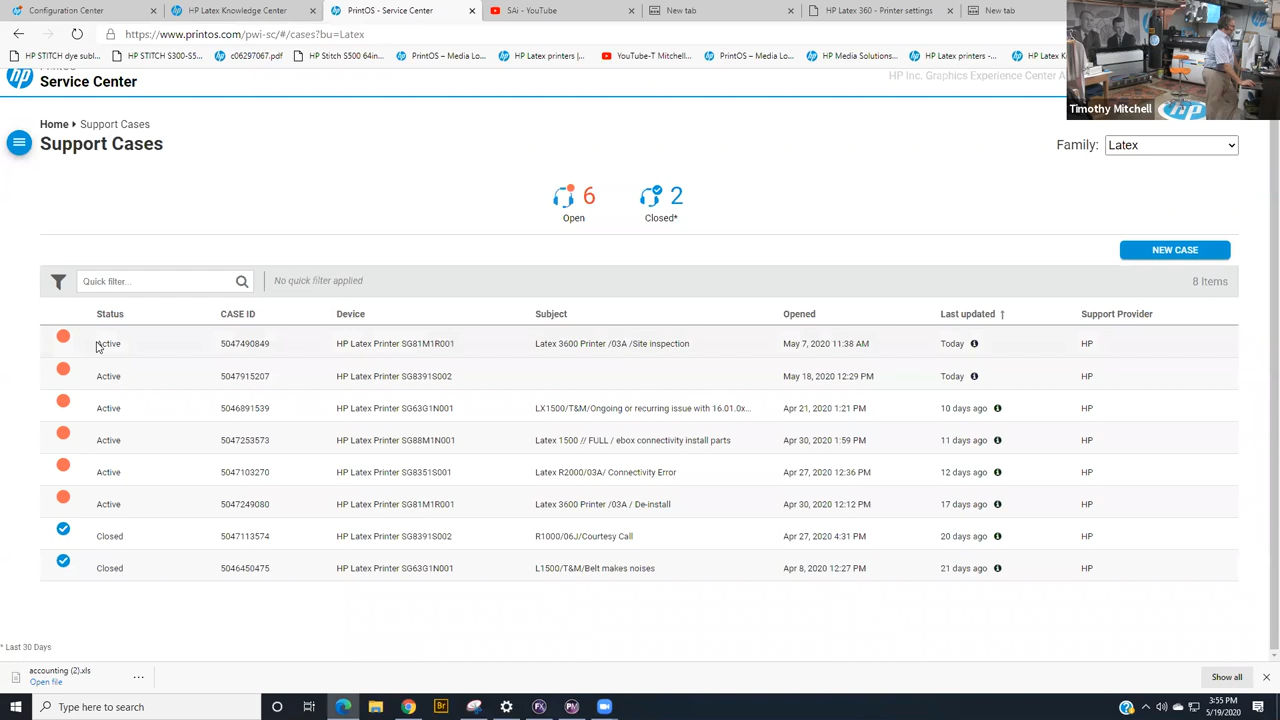 Configuration Center
HP Latex Knowledge Center
PrintOS - Service Center
SAi - YouTube
New tab
HP Latex 360 - Printer settings
New tab
https://www.printos.com/pwi-sc/#/cases?bu=Latex
HP STITCH dye subl...
HP STITCH S300-S5...
c06297067.pdf
HP Stitch S500 64in...
PrintOS – Media Lo...
HP Latex printers |...
YouTube-T Mitchell...
PrintOS – Media Lo...
HP Media Solutions...
HP Latex printers -...
HP Latex K
Service Center
HP Inc. Graphics Experience Center A
Timothy Mitchell
hp
Home Support Cases
Support Cases
Family: Latex
6
Open
2
Closed*
NEW CASE
Quick filter...
No quick filter applied
8 Items
Status CASE ID Device Subject Opened Last updated Support Provider
Active 5047490849 HP Latex Printer SG81M1R001 Latex 3600 Printer /03A /Site inspection May 7, 2020 11:38 AM Today HP
Active 5047915207 HP Latex Printer SG8391S002 May 18, 2020 12:29 PM Today HP
Active 5046891539 HP Latex Printer SG63G1N001 LX1500/T&M/Ongoing or recurring issue with 16.01.0x... Apr 21, 2020 1:21 PM 10 days ago HP
Active 5047253573 HP Latex Printer SG88M1N001 Latex 1500 // FULL / ebox connectivity install parts Apr 30, 2020 1:59 PM 11 days ago HP
Active 5047103270 HP Latex Printer SG8351S001 Latex R2000/03A/ Connectivity Error Apr 27, 2020 12:36 PM 12 days ago HP
Active 5047249080 HP Latex Printer SG81M1R001 Latex 3600 Printer /03A / De-install Apr 30, 2020 12:12 PM 17 days ago HP
Closed 5047113574 HP Latex Printer SG8391S002 R1000/06J/Courtesy Call Apr 27, 2020 4:31 PM 20 days ago HP
Closed 5046450475 HP Latex Printer SG63G1N001 L1500/T&M/Belt makes noises Apr 8, 2020 12:27 PM 21 days ago HP
* Last 30 Days
accounting (2).xls
Open file
Show all
Type here to search
Br
FX
PM
3:55 PM
5/19/2020